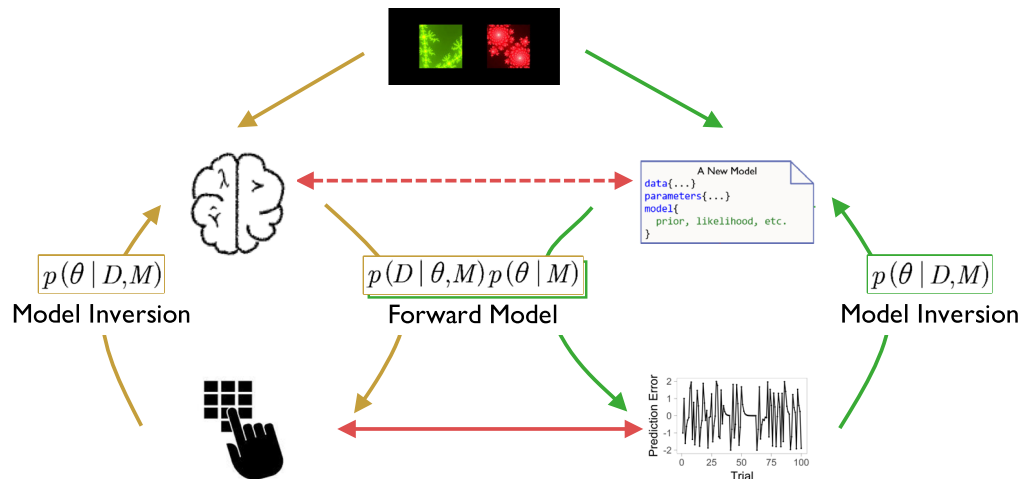 A New Model
data{...}
parameters{...}
model{
prior, likelihood, etc.
}
p(θ | D,M)
Model Inversion
p(D | θ,M) p(θ | M)
Forward Model
p(θ | D,M)
Model Inversion
Prediction Error
2
1
0
-1
-2
0
25
50
75
100
Trial